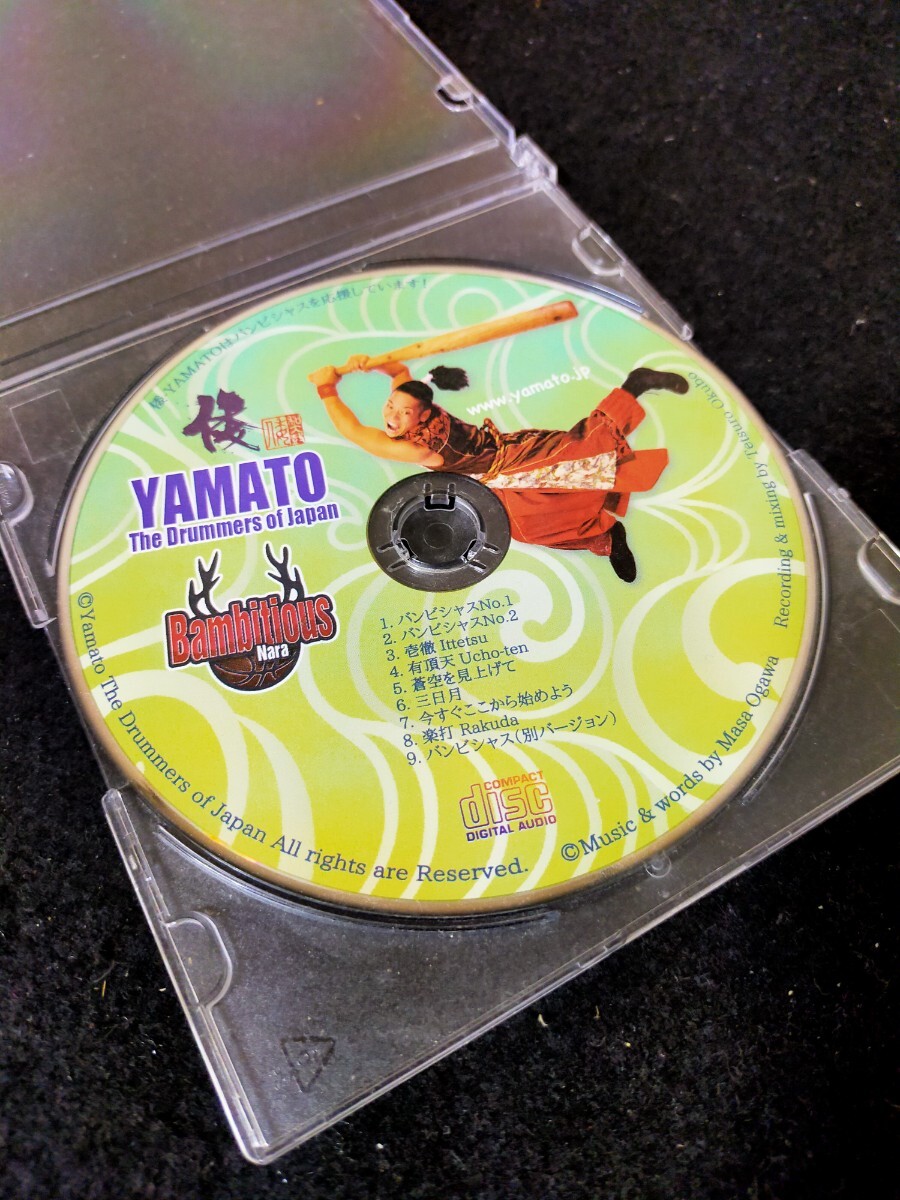 倭-YAMATOはバンビシャスを応援しています!
www.yamato.jp
倭
YAMATO
The Drummers of Japan
Bambitious
Nara
1. バンビシャスNo.1
2. バンビシャスNo.2
3. 壱徹 Ittetsu
4. 有頂天 Ucho-ten
5. 蒼空を見上げて
6. 三日月
7. 今すぐここから始めよう
8. 楽打 Rakuda
9. バンビシャス(別バージョン)
COMPACT
disc
DIGITAL AUDIO
©Yamato The Drummers of Japan All rights are Reserved.
©Music & words by Masa Ogawa
Recording & mixing by Tetsuro Okubo